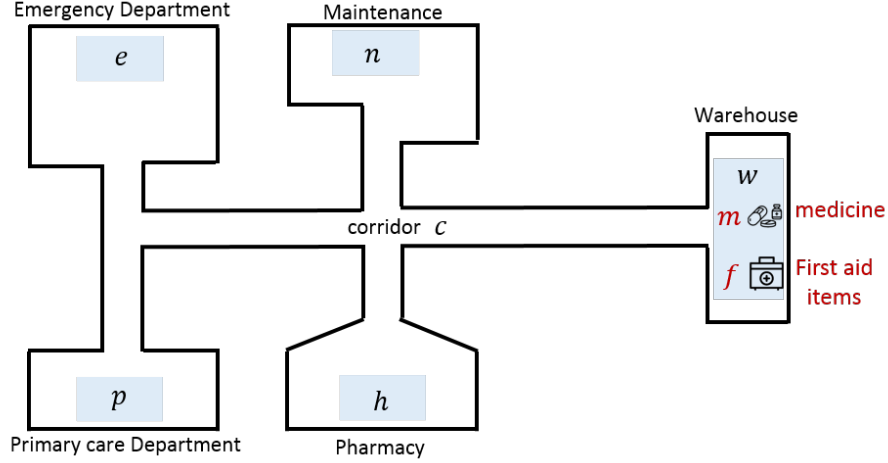 Emergency Department
Maintenance
e
n
Warehouse
w
m medicine
corridor c
f First aid
items
p
h
Primary care Department
Pharmacy